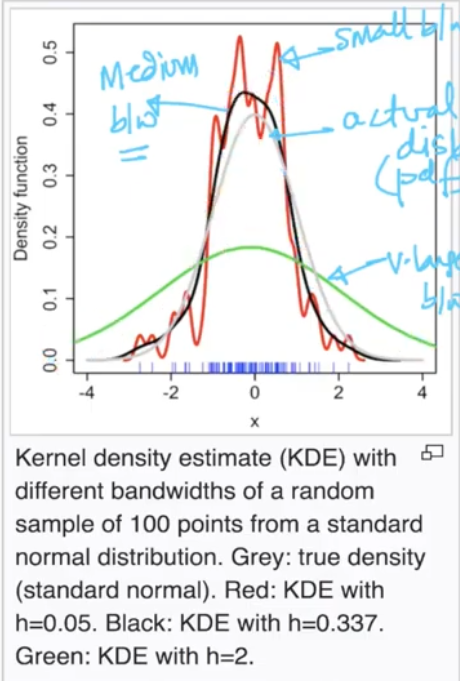 0.5
0.4
0.3
0.2
0.1
0.0
Density function
-4 -2 0 2 4
x
small b/
Medium
b/w
actual
dist
(pdf
v.large
b/w
Kernel density estimate (KDE) with
different bandwidths of a random
sample of 100 points from a standard
normal distribution. Grey: true density
(standard normal). Red: KDE with
h=0.05. Black: KDE with h=0.337.
Green: KDE with h=2.